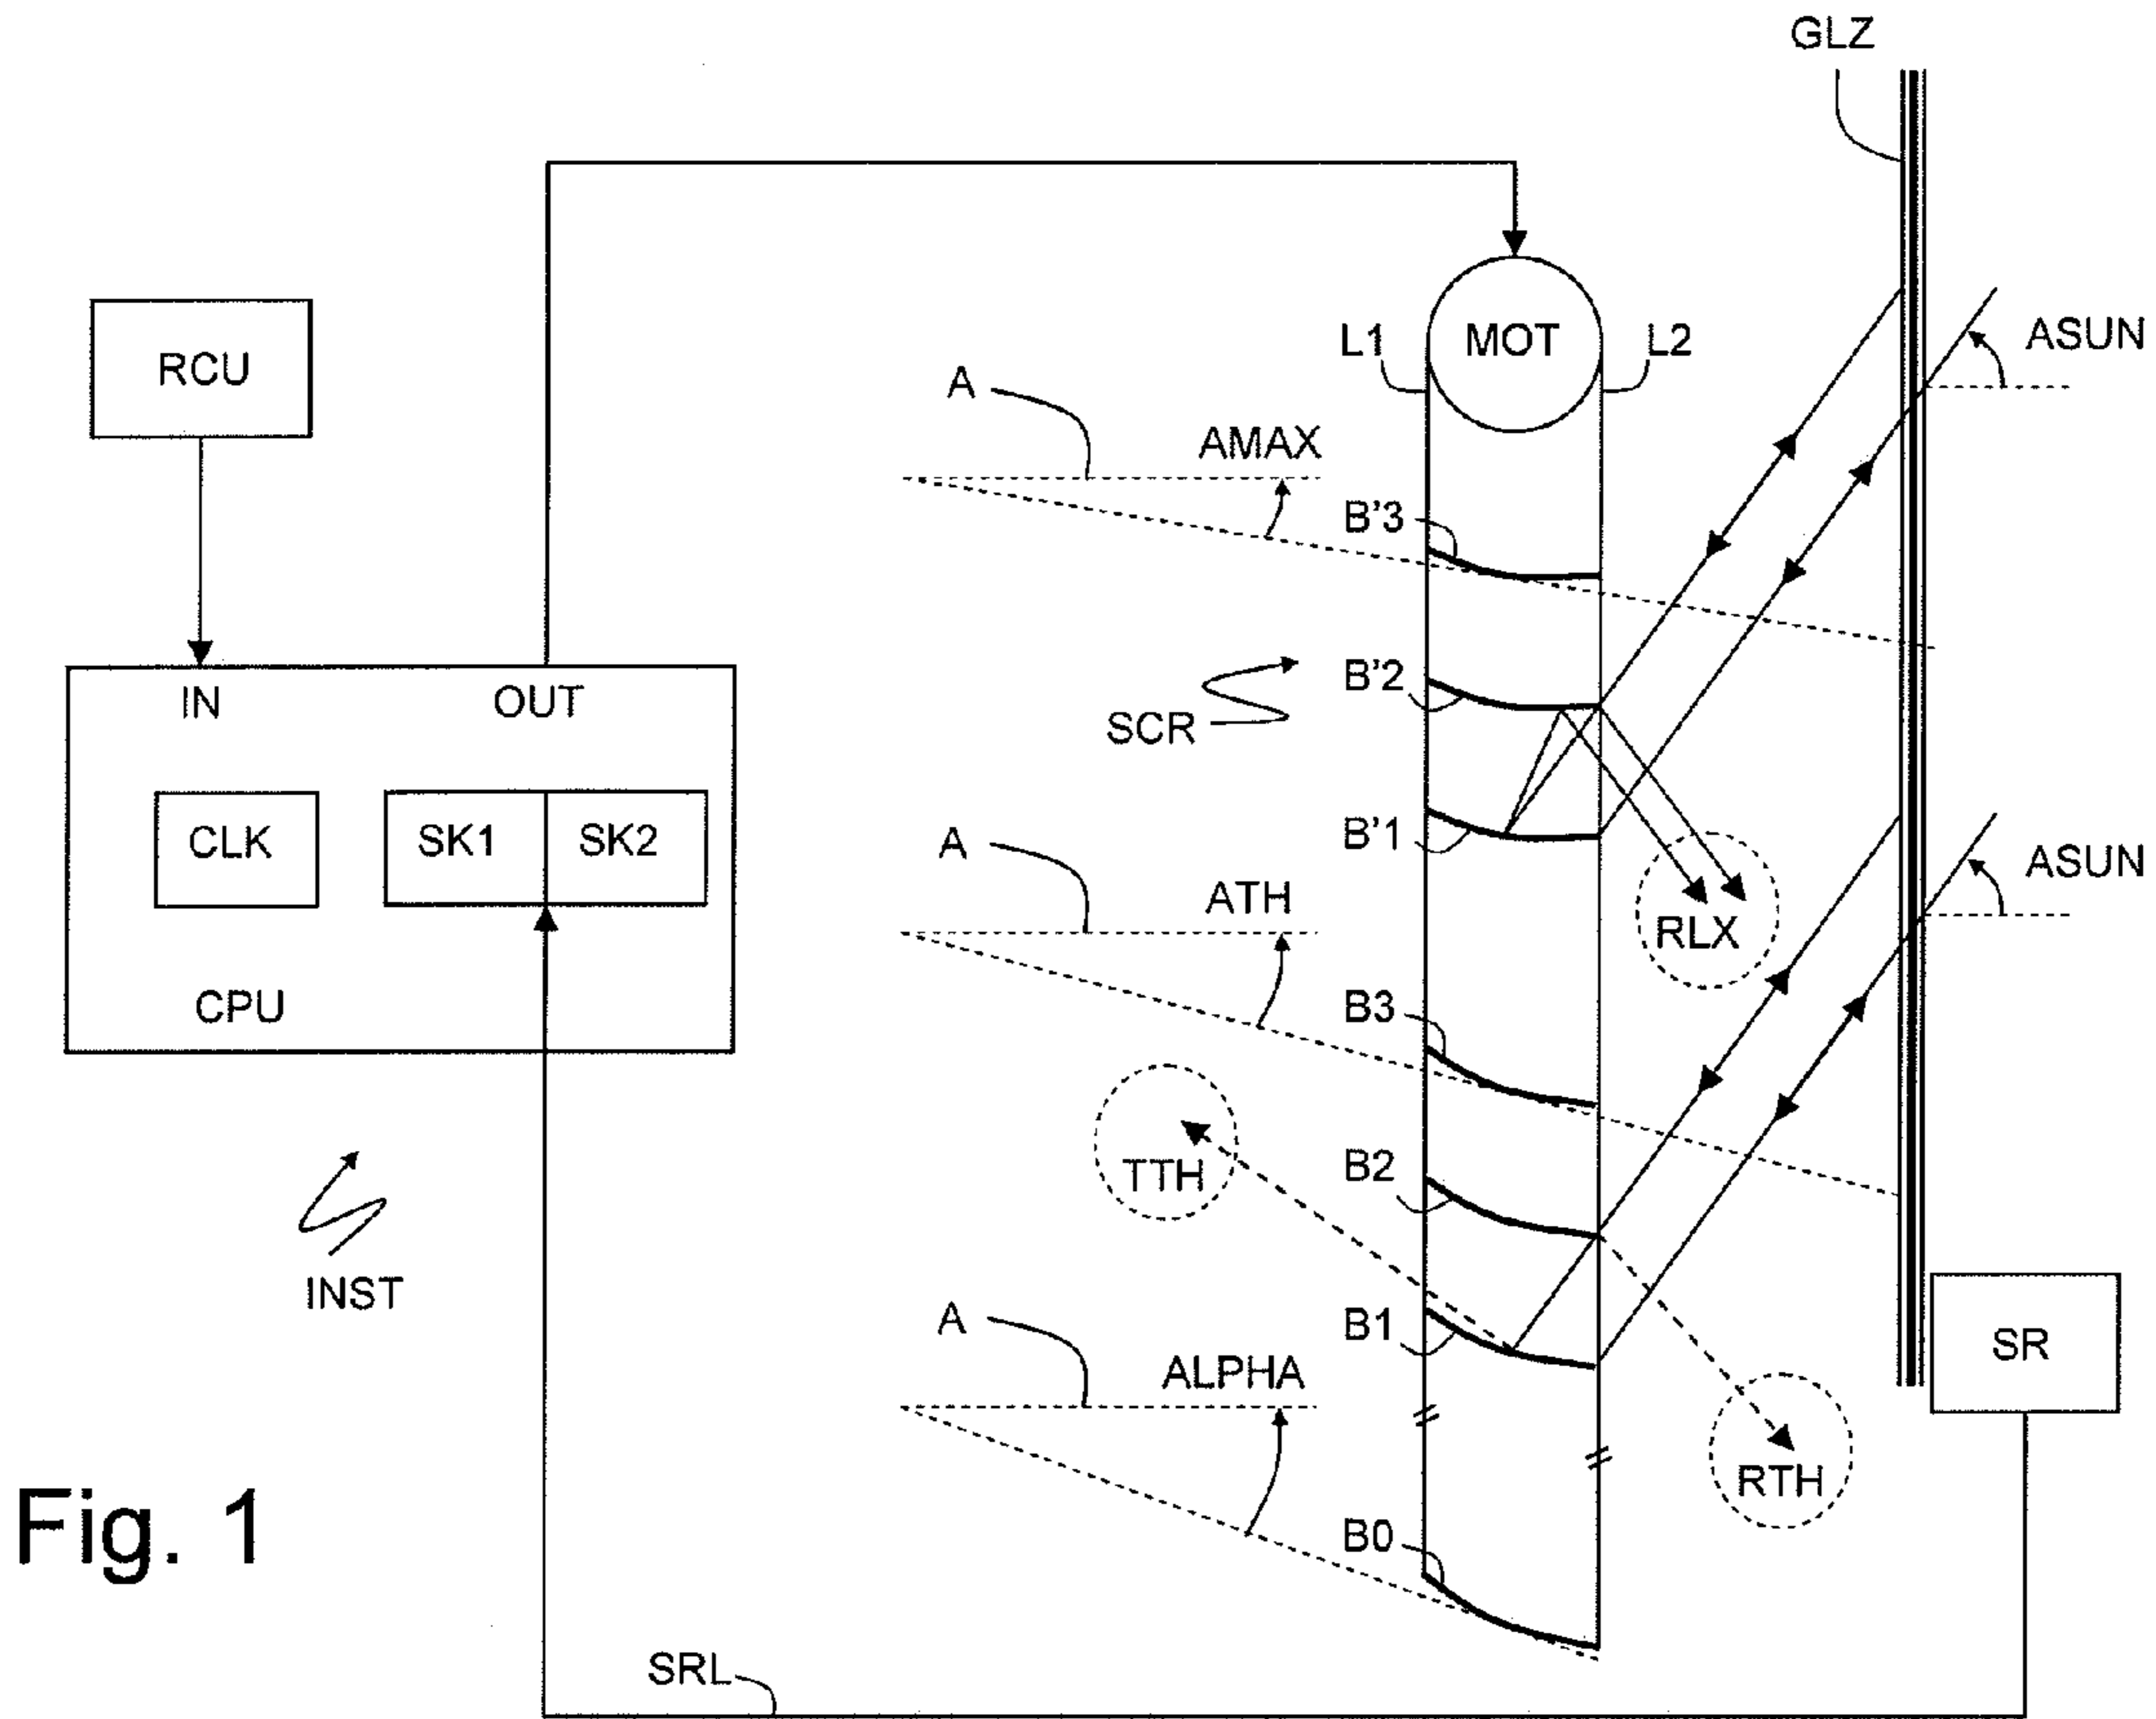 GLZ
RCU
L1
MOT
L2
ASUN
A
AMAX
B'3
B'2
SCR
IN
OUT
CLK
SK1
SK2
B'1
ASUN
A
ATH
RLX
CPU
B3
TTH
B2
INST
B1
SR
A
ALPHA
RTH
B0
Fig. 1
SRL